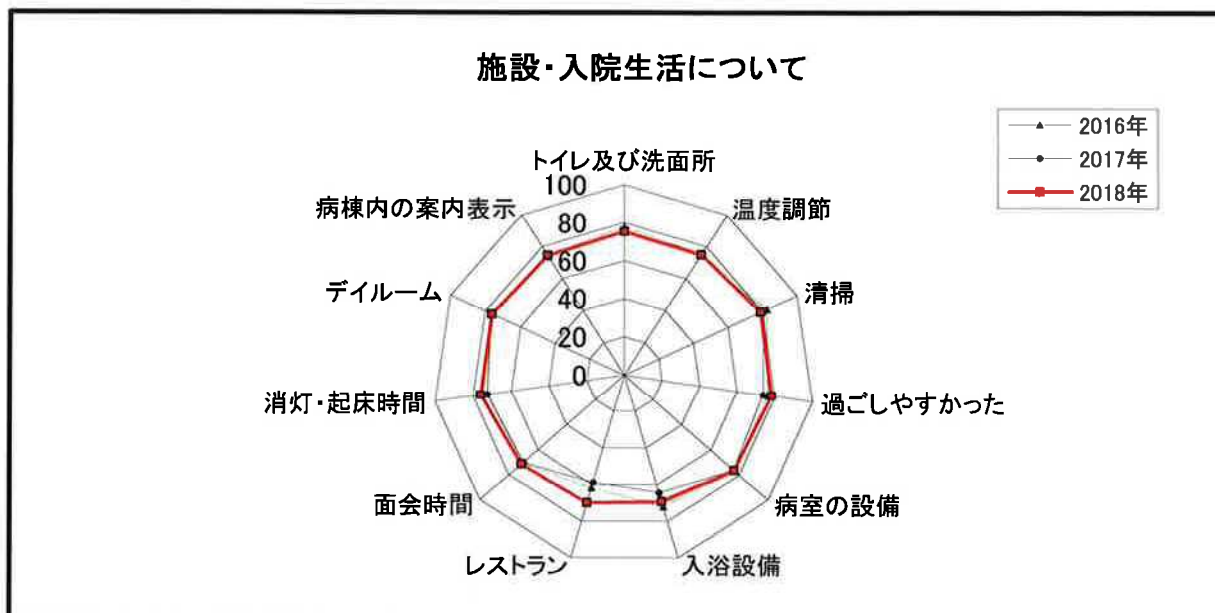 施設・入院生活について
2016年
2017年
2018年
トイレ及び洗面所
100
80
60
40
20
0
病棟内の案内表示
温度調節
デイルーム
清掃
消灯・起床時間
過ごしやすかった
面会時間
病室の設備
レストラン
入浴設備